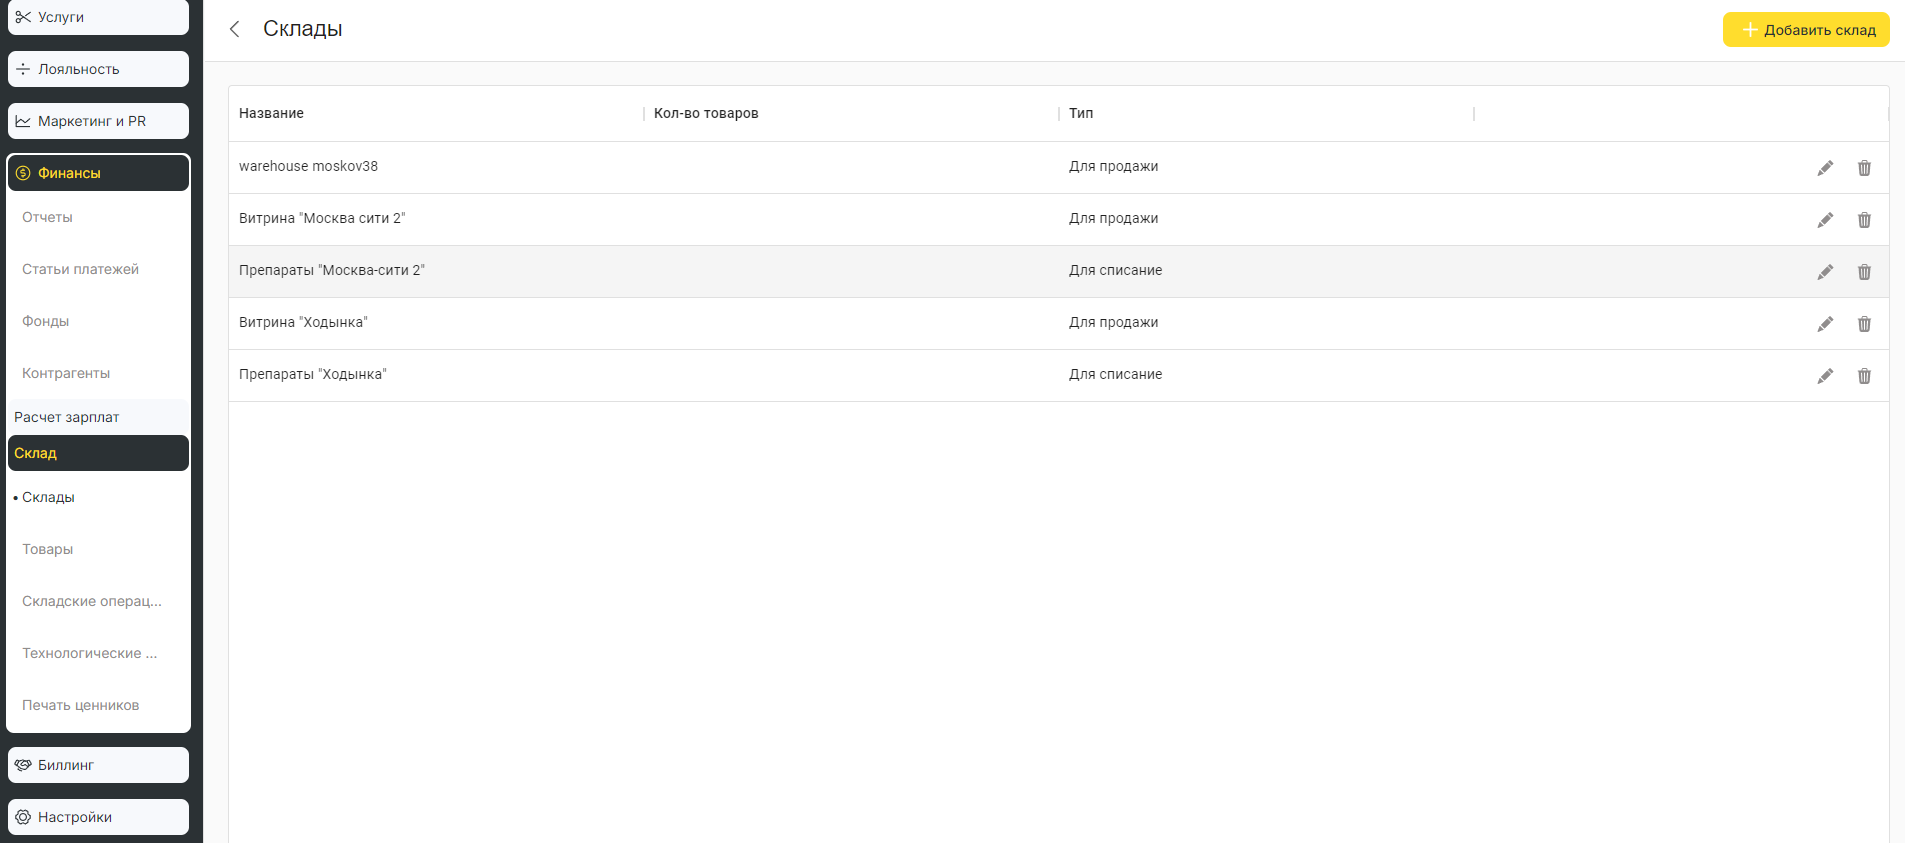 Услуги
Лояльность
Маркетинг и PR
Финансы
Отчеты
Статьи платежей
Фонды
Контрагенты
Расчет зарплат
Склад
Склады
Товары
Складские операц...
Технологические ...
Печать ценников
Биллинг
Настройки
Склады
Добавить склад
Название Кол-во товаров Тип
warehouse moskov38 Для продажи
Витрина "Москва сити 2" Для продажи
Препараты "Москва-сити 2" Для списание
Витрина "Ходынка" Для продажи
Препараты "Ходынка" Для списание